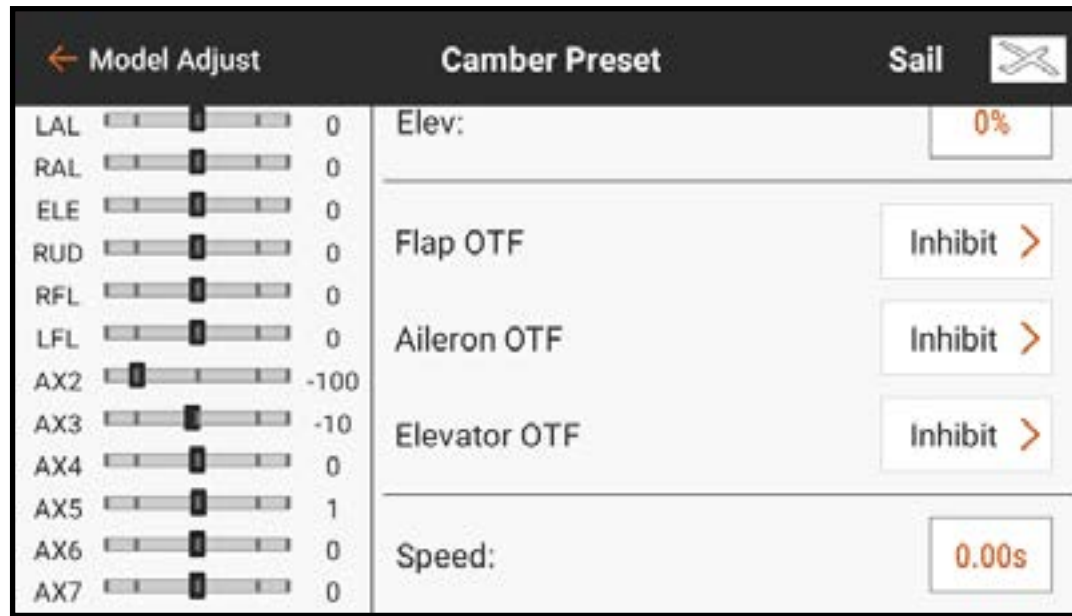 ← Model Adjust Camber Preset Sail
LAL 0
RAL 0
ELE 0
RUD 0
RFL 0
LFL 0
AX2 -100
AX3 -10
AX4 0
AX5 1
AX6 0
AX7 0
Elev: 0%
Flap OTF Inhibit >
Aileron OTF Inhibit >
Elevator OTF Inhibit >
Speed: 0.00s